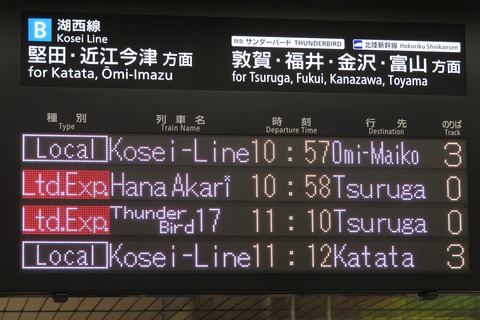 B 湖西線
Kosei Line
堅田・近江今津 方面
for Katata, Ōmi-Imazu
特急 サンダーバード THUNDERBIRD 北陸新幹線 Hokuriku Shinkansen
敦賀・福井・金沢・富山 方面
for Tsuruga, Fukui, Kanazawa, Toyama
種別 列車名 時刻 行先 のりば
Type Train Name Departure Time Destination Track
Local Kosei-Line 10:57 Omi-Maiko 3
Ltd.Exp. Hana Akari 10:58 Tsuruga 0
Ltd.Exp. Thunder Bird 17 11:10 Tsuruga 0
Local Kosei-Line 11:12 Katata 3